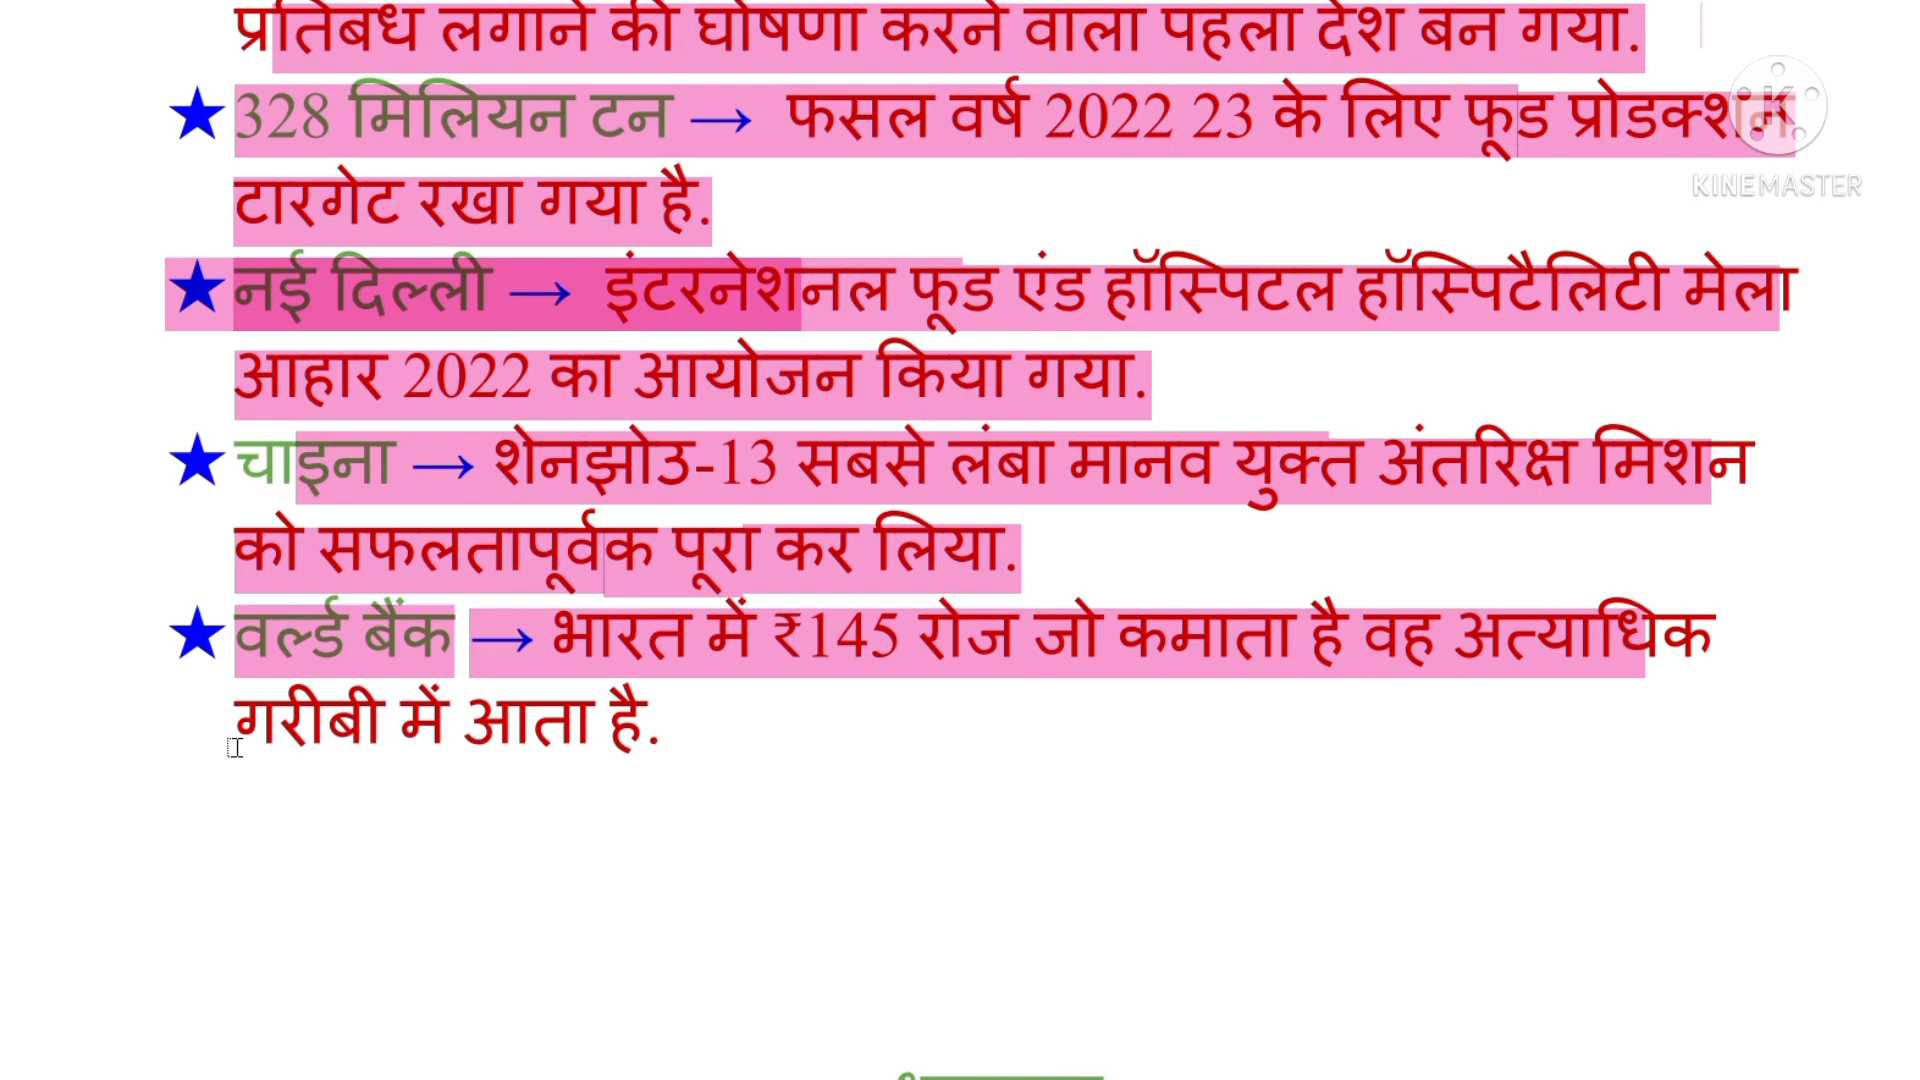 प्रतिबंध लगाने की घोषणा करने वाला पहला देश बन गया.
★ 328 मिलियन टन → फसल वर्ष 2022 23 के लिए फूड प्रोडक्शन
टारगेट रखा गया है.
★ नई दिल्ली → इंटरनेशनल फूड एंड हॉस्पिटल हॉस्पिटैलिटी मेला
आहार 2022 का आयोजन किया गया.
★ चाइना → शेनझोउ-13 सबसे लंबा मानव युक्त अंतरिक्ष मिशन
को सफलतापूर्वक पूरा कर लिया.
★ वर्ल्ड बैंक → भारत में ₹145 रोज जो कमाता है वह अत्याधिक
गरीबी में आता है.
K
KINEMASTER